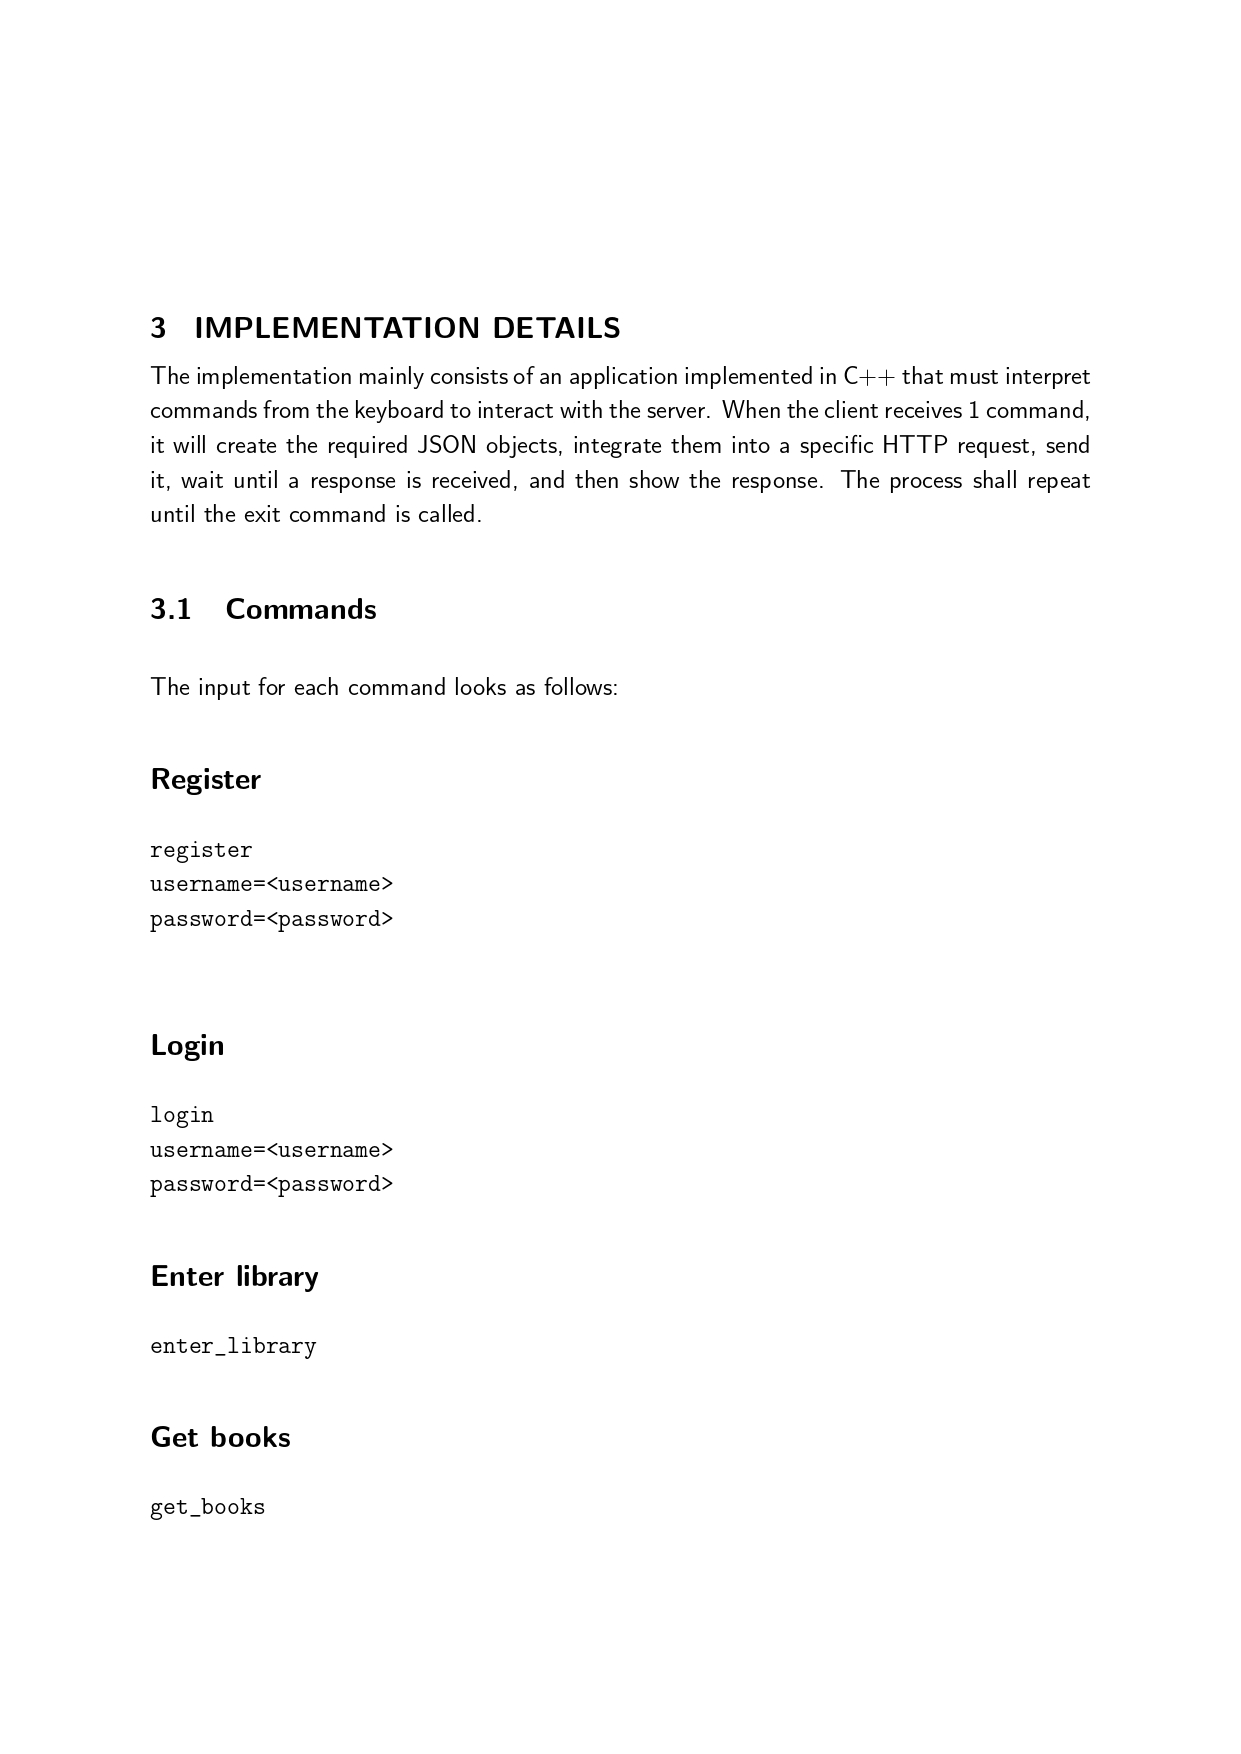 3 IMPLEMENTATION DETAILS
The implementation mainly consists of an application implemented in C++ that must interpret
commands from the keyboard to interact with the server. When the client receives 1 command,
it will create the required JSON objects, integrate them into a specific HTTP request, send
it, wait until a response is received, and then show the response. The process shall repeat
until the exit command is called.
3.1 Commands
The input for each command looks as follows:
Register
register
username=<username>
password=<password>
Login
login
username=<username>
password=<password>
Enter library
enter_library
Get books
get_books